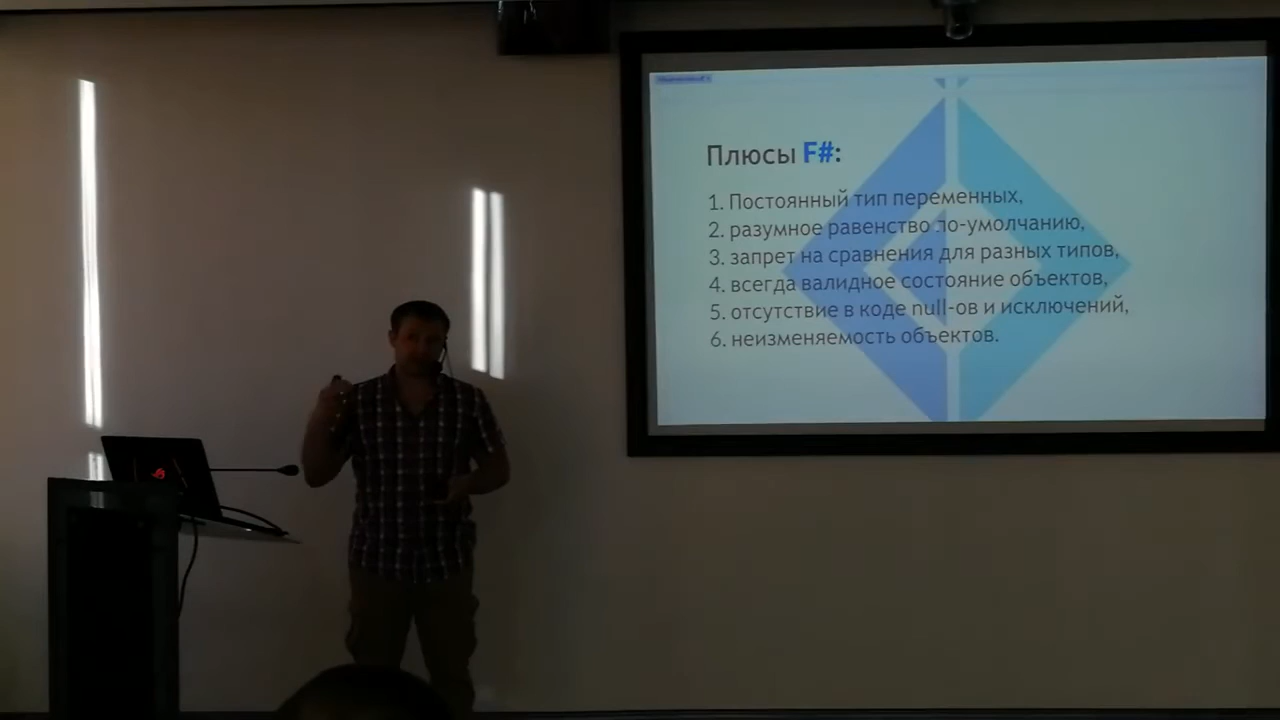 Плюсы F#:
1. Постоянный тип переменных,
2. разумное равенство по-умолчанию,
3. запрет на сравнения для разных типов,
4. всегда валидное состояние объектов,
5. отсутствие в коде null-ов и исключений,
6. неизменяемость объектов.